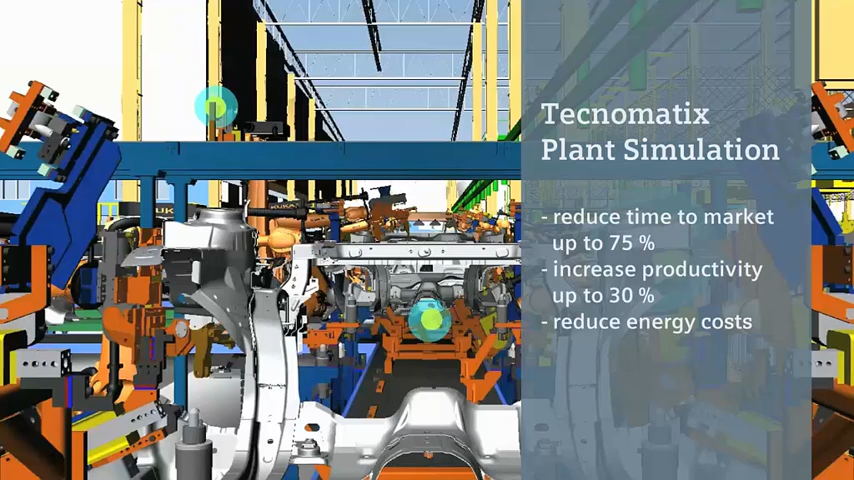 Tecnomatix
Plant Simulation
- reduce time to market
up to 75 %
- increase productivity
up to 30 %
- reduce energy costs